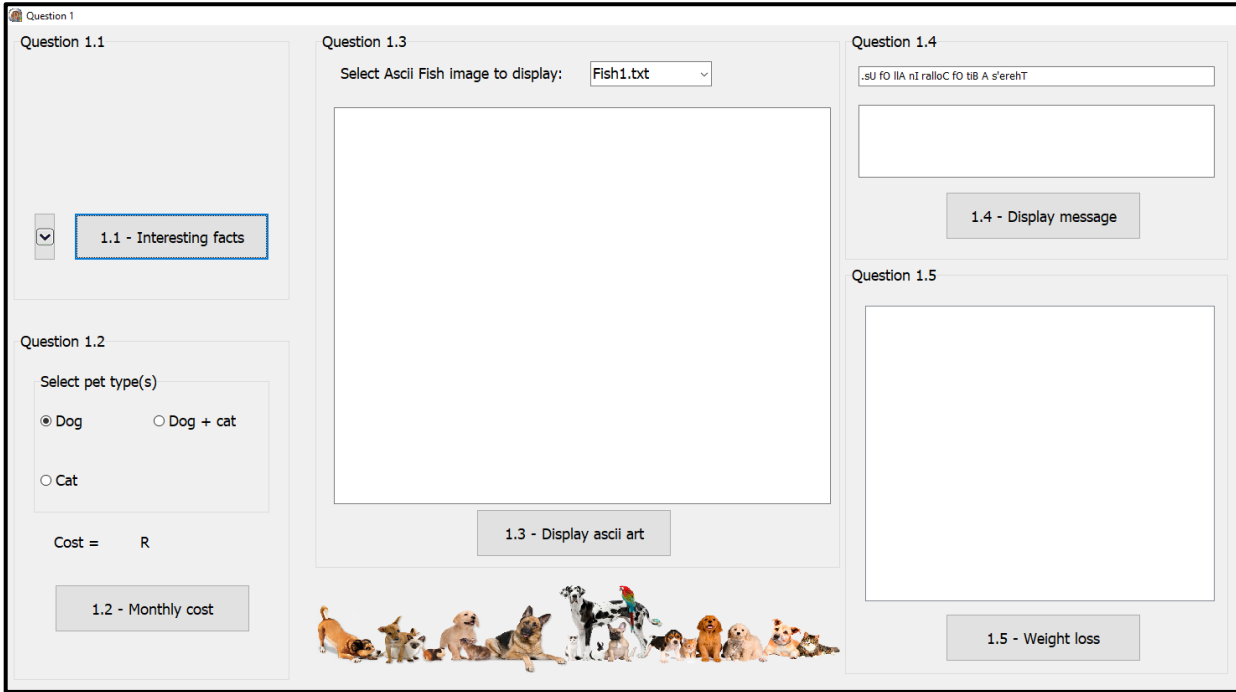 Question 1
Question 1.1
1.1 - Interesting facts
Question 1.2
Select pet type(s)
Dog
Dog + cat
Cat
Cost = R
1.2 - Monthly cost
Question 1.3
Select Ascii Fish image to display: Fish1.txt
1.3 - Display ascii art
Question 1.4
.sU fO llA nI ralloC fO tiB A s'erehT
1.4 - Display message
Question 1.5
1.5 - Weight loss